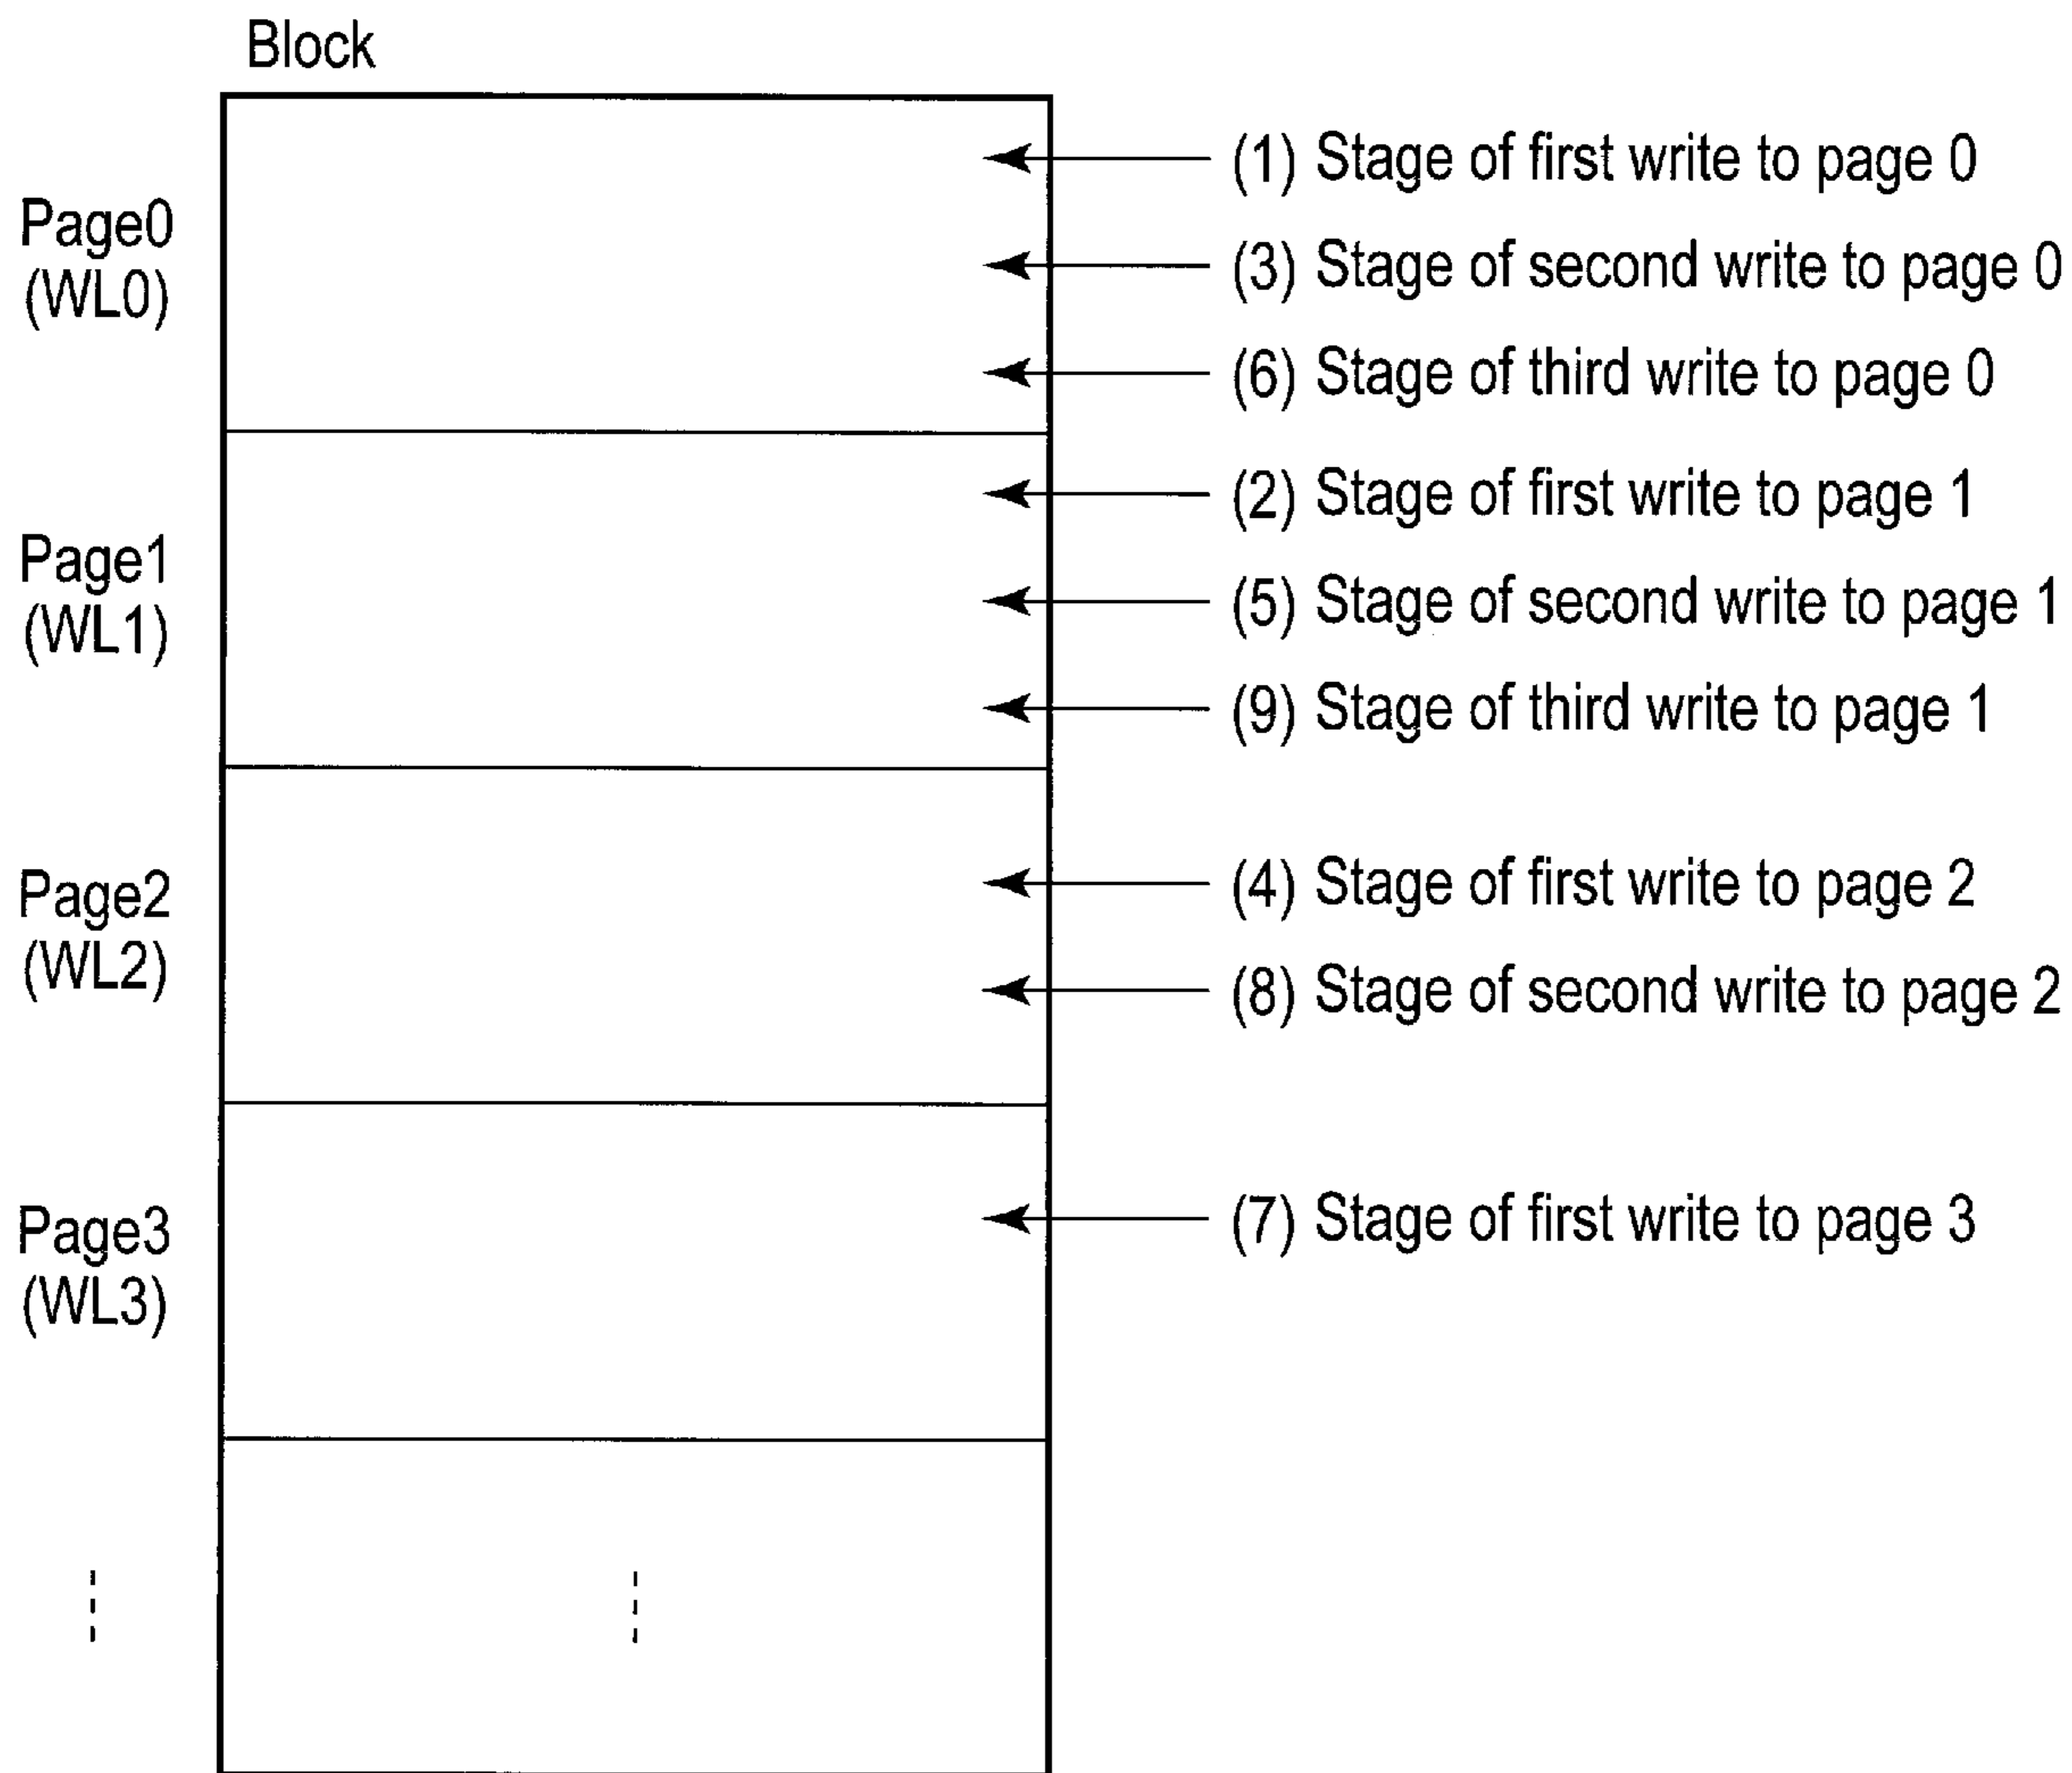 Block
Page0
(WL0)
(1) Stage of first write to page 0
(3) Stage of second write to page 0
(6) Stage of third write to page 0
Page1
(WL1)
(2) Stage of first write to page 1
(5) Stage of second write to page 1
(9) Stage of third write to page 1
Page2
(WL2)
(4) Stage of first write to page 2
(8) Stage of second write to page 2
Page3
(WL3)
(7) Stage of first write to page 3